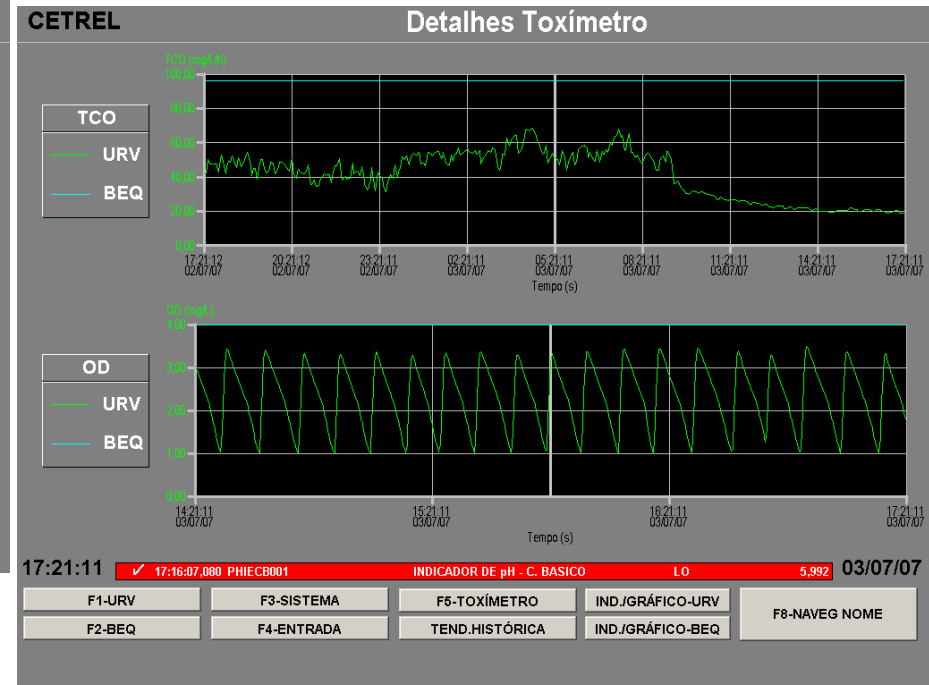 CETREL
Detalhes Toxímetro
TCO (mg/L/h)
100,00
80,00
60,00
40,00
20,00
0,00
TCO
URV
BEQ
17:21:12 20:21:12 23:21:11 02:21:11 05:21:11 08:21:11 11:21:11 14:21:11 17:21:11
02/07/07 02/07/07 02/07/07 03/07/07 03/07/07 03/07/07 03/07/07 03/07/07 03/07/07
Tempo (s)
OD (mg/L)
4,00
3,00
2,00
1,00
0,00
OD
URV
BEQ
14:21:11 15:21:11 16:21:11 17:21:11
03/07/07 03/07/07 03/07/07 03/07/07
Tempo (s)
17:21:11 ✓ 17:16:07,080 PHIECB001 INDICADOR DE pH - C. BASICO LO 5,992 03/07/07
F1-URV F3-SISTEMA F5-TOXÍMETRO IND./GRÁFICO-URV F8-NAVEG NOME
F2-BEQ F4-ENTRADA TEND.HISTÓRICA IND./GRÁFICO-BEQ